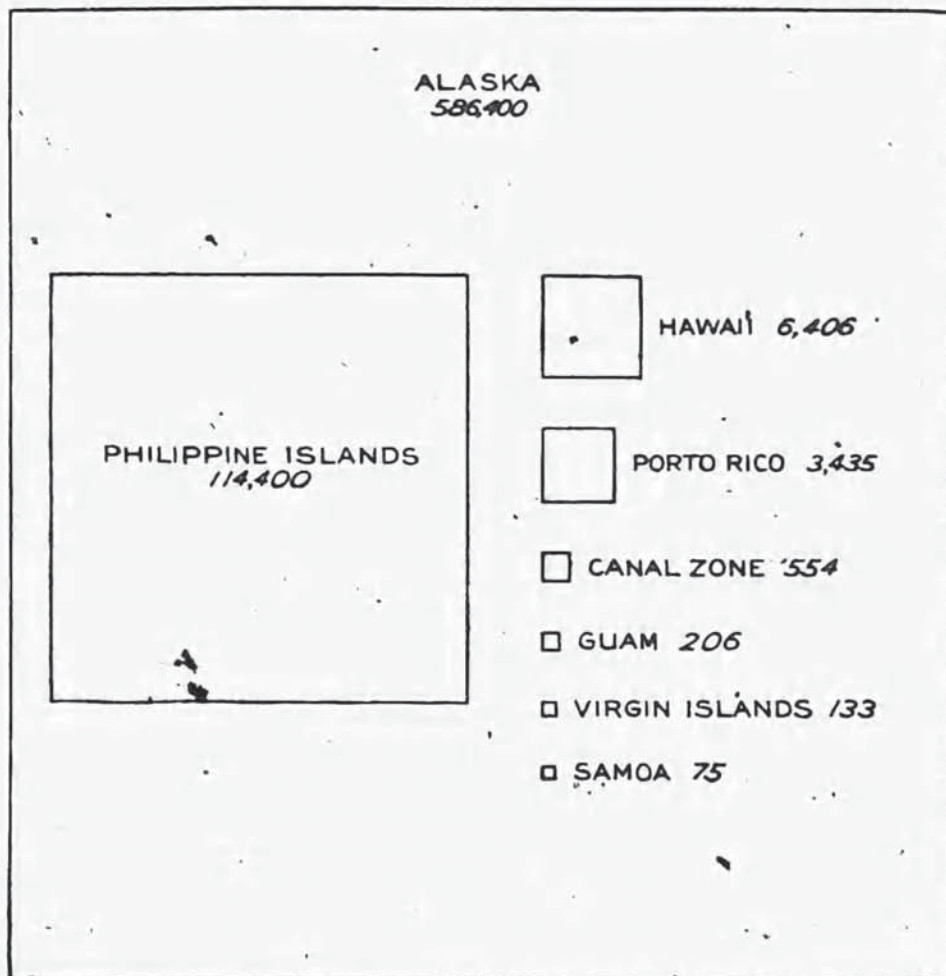 ALASKA
586,400
HAWAII 6,406
PHILIPPINE ISLANDS
114,400
PORTO RICO 3,435
CANAL ZONE 554
GUAM 206
VIRGIN ISLANDS 133
SAMOA 75